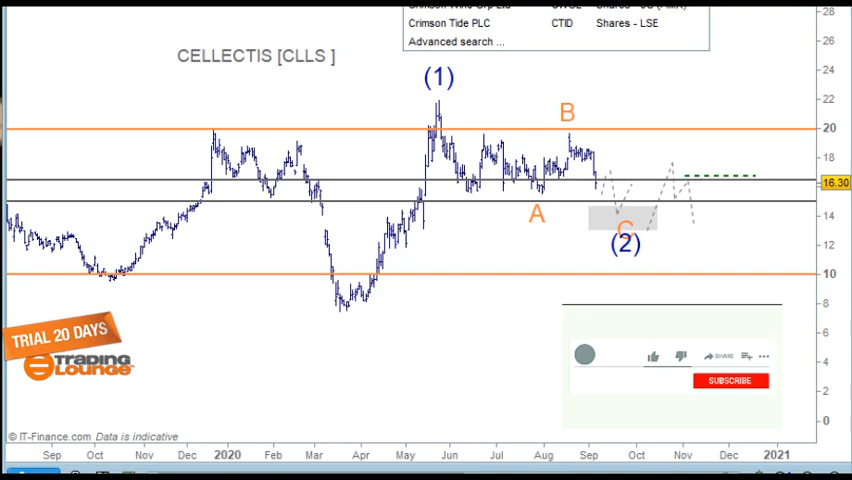 Crimson Tide PLC CTID Shares - LSE
Advanced search ...
CELLECTIS [CLLS ]
(1)
B
A
C
(2)
28
26
24
22
20
18
16.30
14
12
10
8
6
4
2
0
TRIAL 20 DAYS
TRADING
LOUNGE
SHARE
SUBSCRIBE
© IT-Finance.com Data is indicative
Sep Oct Nov Dec 2020 Feb Mar Apr May Jun Jul Aug Sep Oct Nov Dec 2021